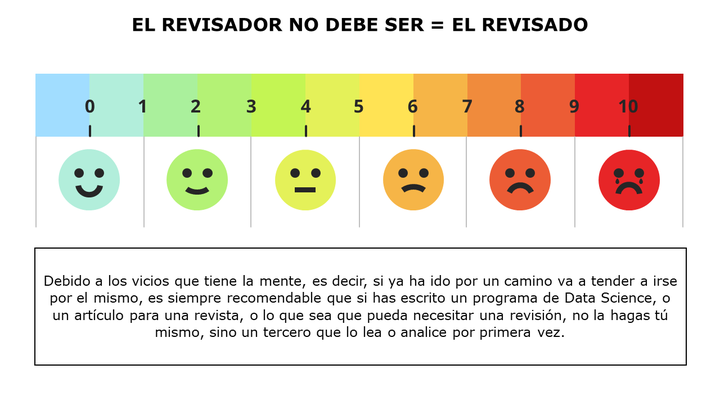 EL REVISADOR NO DEBE SER = EL REVISADO
0 1 2 3 4 5 6 7 8 9 10
Debido a los vicios que tiene la mente, es decir, si ya ha ido por un camino va a tender a irse
por el mismo, es siempre recomendable que si has escrito un programa de Data Science, o
un artículo para una revista, o lo que sea que pueda necesitar una revisión, no la hagas tú
mismo, sino un tercero que lo lea o analice por primera vez.